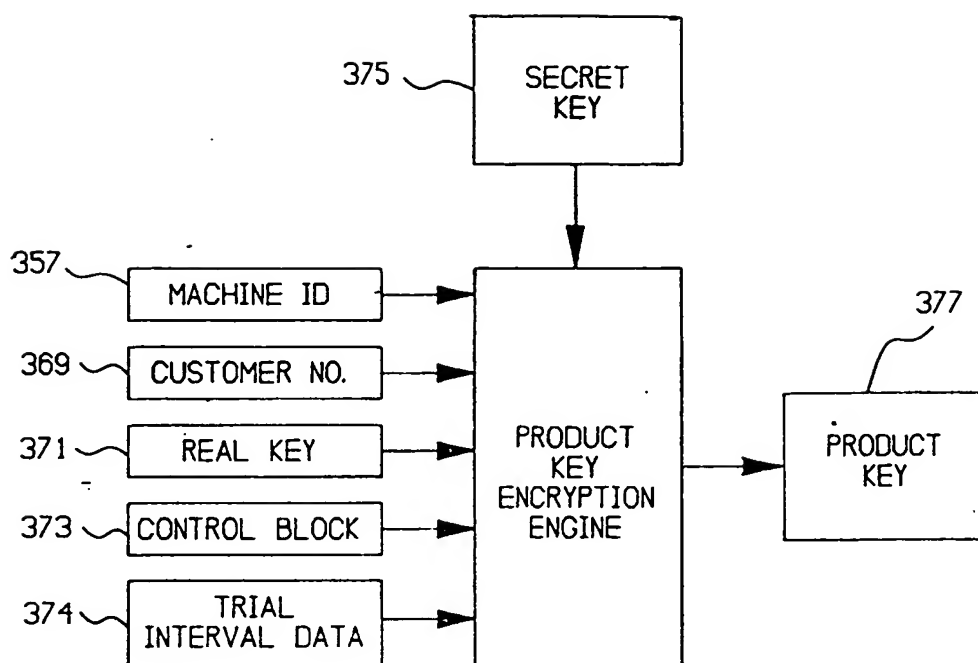 375
SECRET
KEY
357
MACHINE ID
377
369
CUSTOMER NO.
371
REAL KEY
PRODUCT
KEY
ENCRYPTION
ENGINE
PRODUCT
KEY
373
CONTROL BLOCK
374
TRIAL
INTERVAL DATA